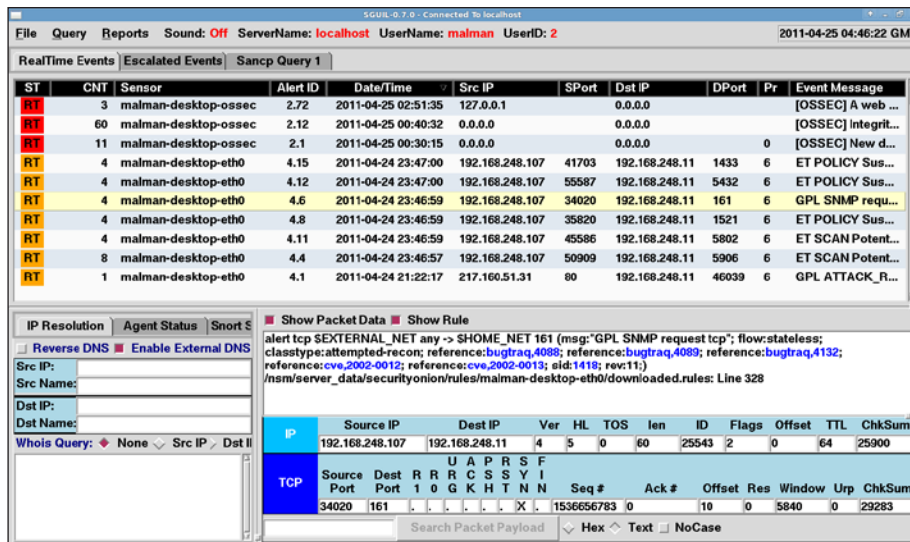 SGUIL-0.7.0 - Connected To localhost
File Query Reports Sound: Off ServerName: localhost UserName: malman UserID: 2 2011-04-25 04:46:22 GM
RealTime Events Escalated Events Sancp Query 1
ST CNT Sensor Alert ID Date/Time Src IP SPort Dst IP DPort Pr Event Message
RT 3 malman-desktop-ossec 2.72 2011-04-25 02:51:35 127.0.0.1 0.0.0.0 [OSSEC] A web ...
RT 60 malman-desktop-ossec 2.12 2011-04-25 00:40:32 0.0.0.0 0.0.0.0 [OSSEC] Integrit...
RT 11 malman-desktop-ossec 2.1 2011-04-25 00:30:15 0.0.0.0 0.0.0.0 0 [OSSEC] New d...
RT 4 malman-desktop-eth0 4.15 2011-04-24 23:47:00 192.168.248.107 41703 192.168.248.11 1433 6 ET POLICY Sus...
RT 4 malman-desktop-eth0 4.12 2011-04-24 23:47:00 192.168.248.107 55587 192.168.248.11 5432 6 ET POLICY Sus...
RT 4 malman-desktop-eth0 4.6 2011-04-24 23:46:59 192.168.248.107 34020 192.168.248.11 161 6 GPL SNMP requ...
RT 4 malman-desktop-eth0 4.8 2011-04-24 23:46:59 192.168.248.107 35820 192.168.248.11 1521 6 ET POLICY Sus...
RT 4 malman-desktop-eth0 4.11 2011-04-24 23:46:59 192.168.248.107 45586 192.168.248.11 5802 6 ET SCAN Potent...
RT 8 malman-desktop-eth0 4.4 2011-04-24 23:46:57 192.168.248.107 50909 192.168.248.11 5906 6 ET SCAN Potent...
RT 1 malman-desktop-eth0 4.1 2011-04-24 21:22:17 217.160.51.31 80 192.168.248.11 46039 6 GPL ATTACK_R...
IP Resolution Agent Status Snort S
Reverse DNS Enable External DNS
Src IP:
Src Name:
Dst IP:
Dst Name:
Whois Query: None Src IP Dst II
Show Packet Data Show Rule
alert tcp $EXTERNAL_NET any -> $HOME_NET 161 (msg:"GPL SNMP request tcp"; flow:stateless;
classtype:attempted-recon; reference:bugtraq,4088; reference:bugtraq,4089; reference:bugtraq,4132;
reference:cve,2002-0012; reference:cve,2002-0013; sid:1418; rev:11;)
/nsm/server_data/securityonion/rules/malman-desktop-eth0/downloaded.rules: Line 328
IP
Source IP Dest IP Ver HL TOS len ID Flags Offset TTL ChkSum
192.168.248.107 192.168.248.11 4 5 0 60 25543 2 0 64 25900
TCP
U A P R S F
Source Dest R R R C S S Y I
Port Port 1 0 G K H T N N Seq # Ack # Offset Res Window Urp ChkSum
34020 161 . . . . . . X . 1536656783 0 10 0 5840 0 29283
Search Packet Payload Hex Text NoCase